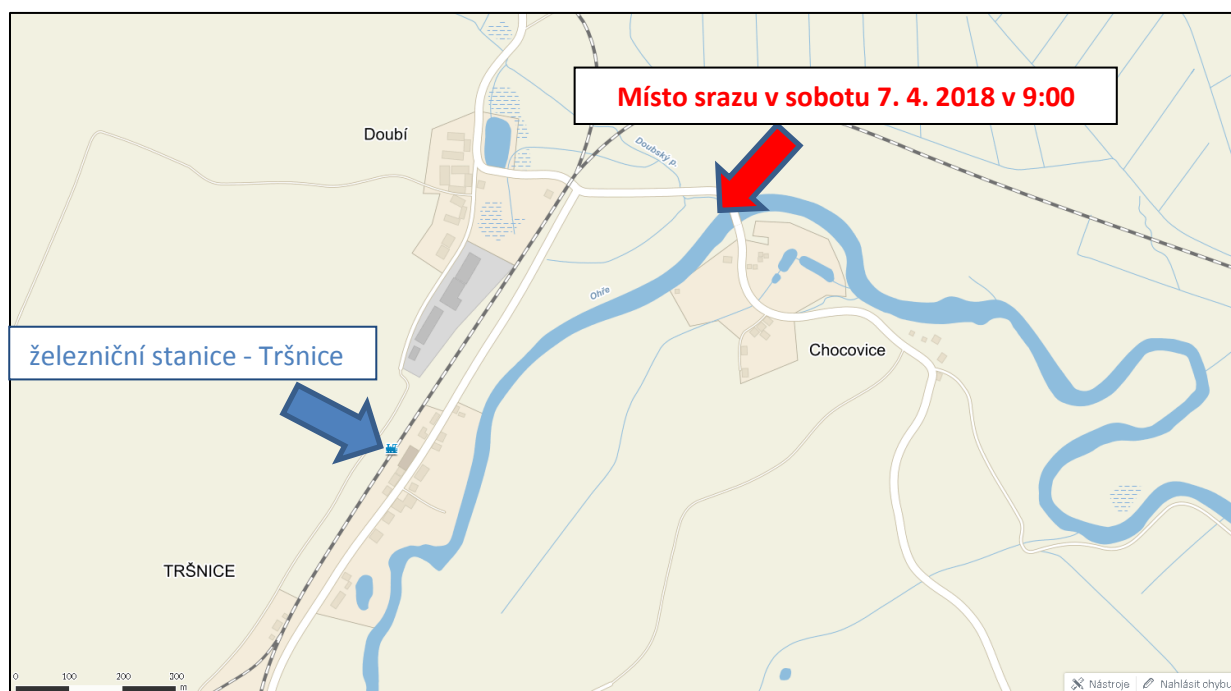 Místo srazu v sobotu 7. 4. 2018 v 9:00
Doubí
Doubský p.
Ohře
železniční stanice - Tršnice
Chocovice
TRŠNICE
0 100 200 300
m
Nástroje Nahlásit chybu